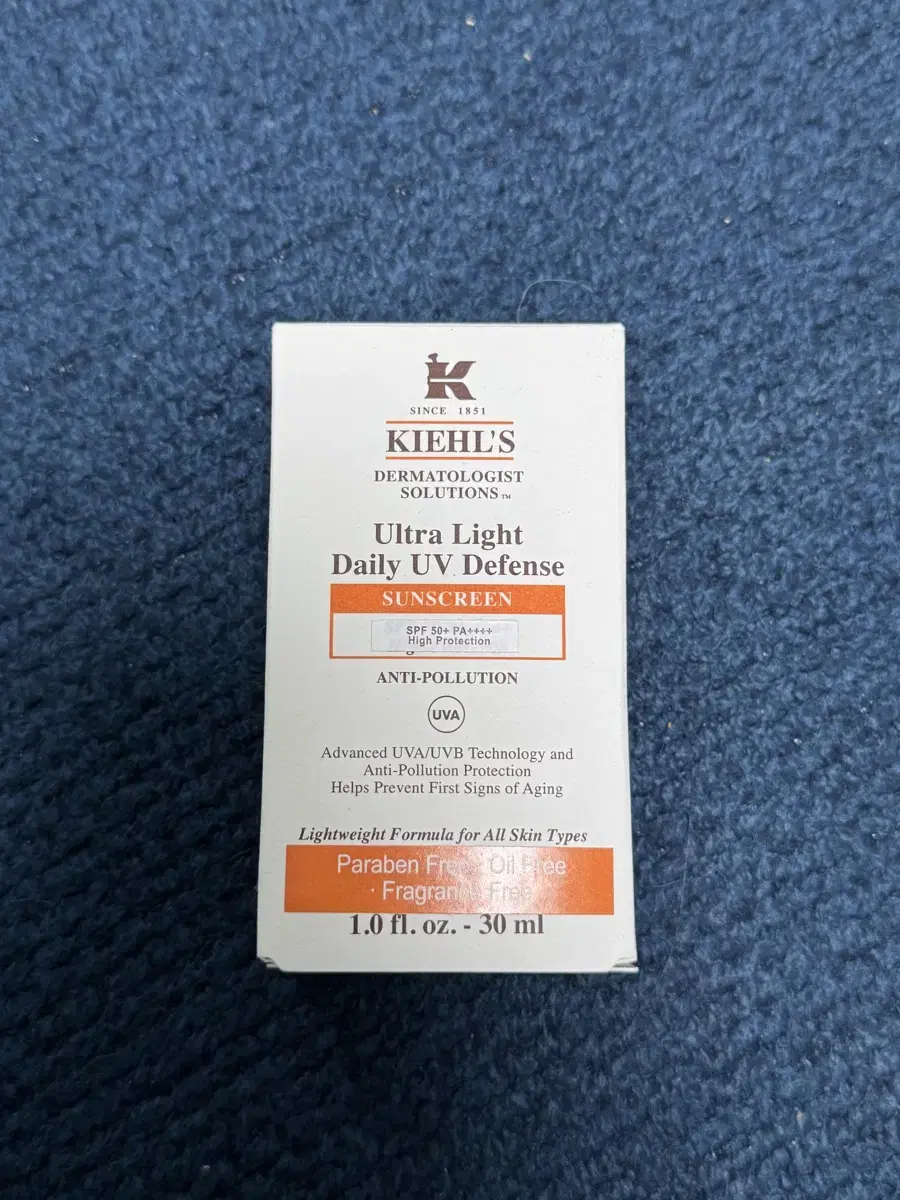 K
SINCE 1851
KIEHL'S
DERMATOLOGIST
SOLUTIONS™
Ultra Light
Daily UV Defense
SUNSCREEN
SPF 50+ PA++++
High Protection
ANTI-POLLUTION
UVA
Advanced UVA/UVB Technology and
Anti-Pollution Protection
Helps Prevent First Signs of Aging
Lightweight Formula for All Skin Types
Paraben Free · Oil Free
· Fragrance Free
1.0 fl. oz. - 30 ml